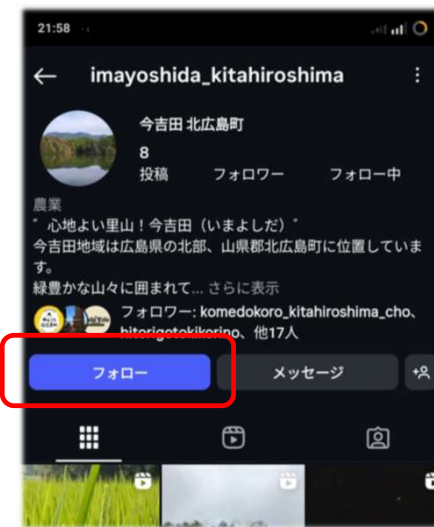 21:58
imayoshida_kitahiroshima
今吉田 北広島町
8
投稿 フォロワー フォロー中
農業
゜心地よい里山！今吉田（いまよしだ）゜
今吉田地域は広島県の北部、山県郡北広島町に位置していま
す。
緑豊かな山々に囲まれて... さらに表示
フォロワー: komedokoro_kitahiroshima_cho、
hitorigotokikorino、他17人
フォロー メッセージ